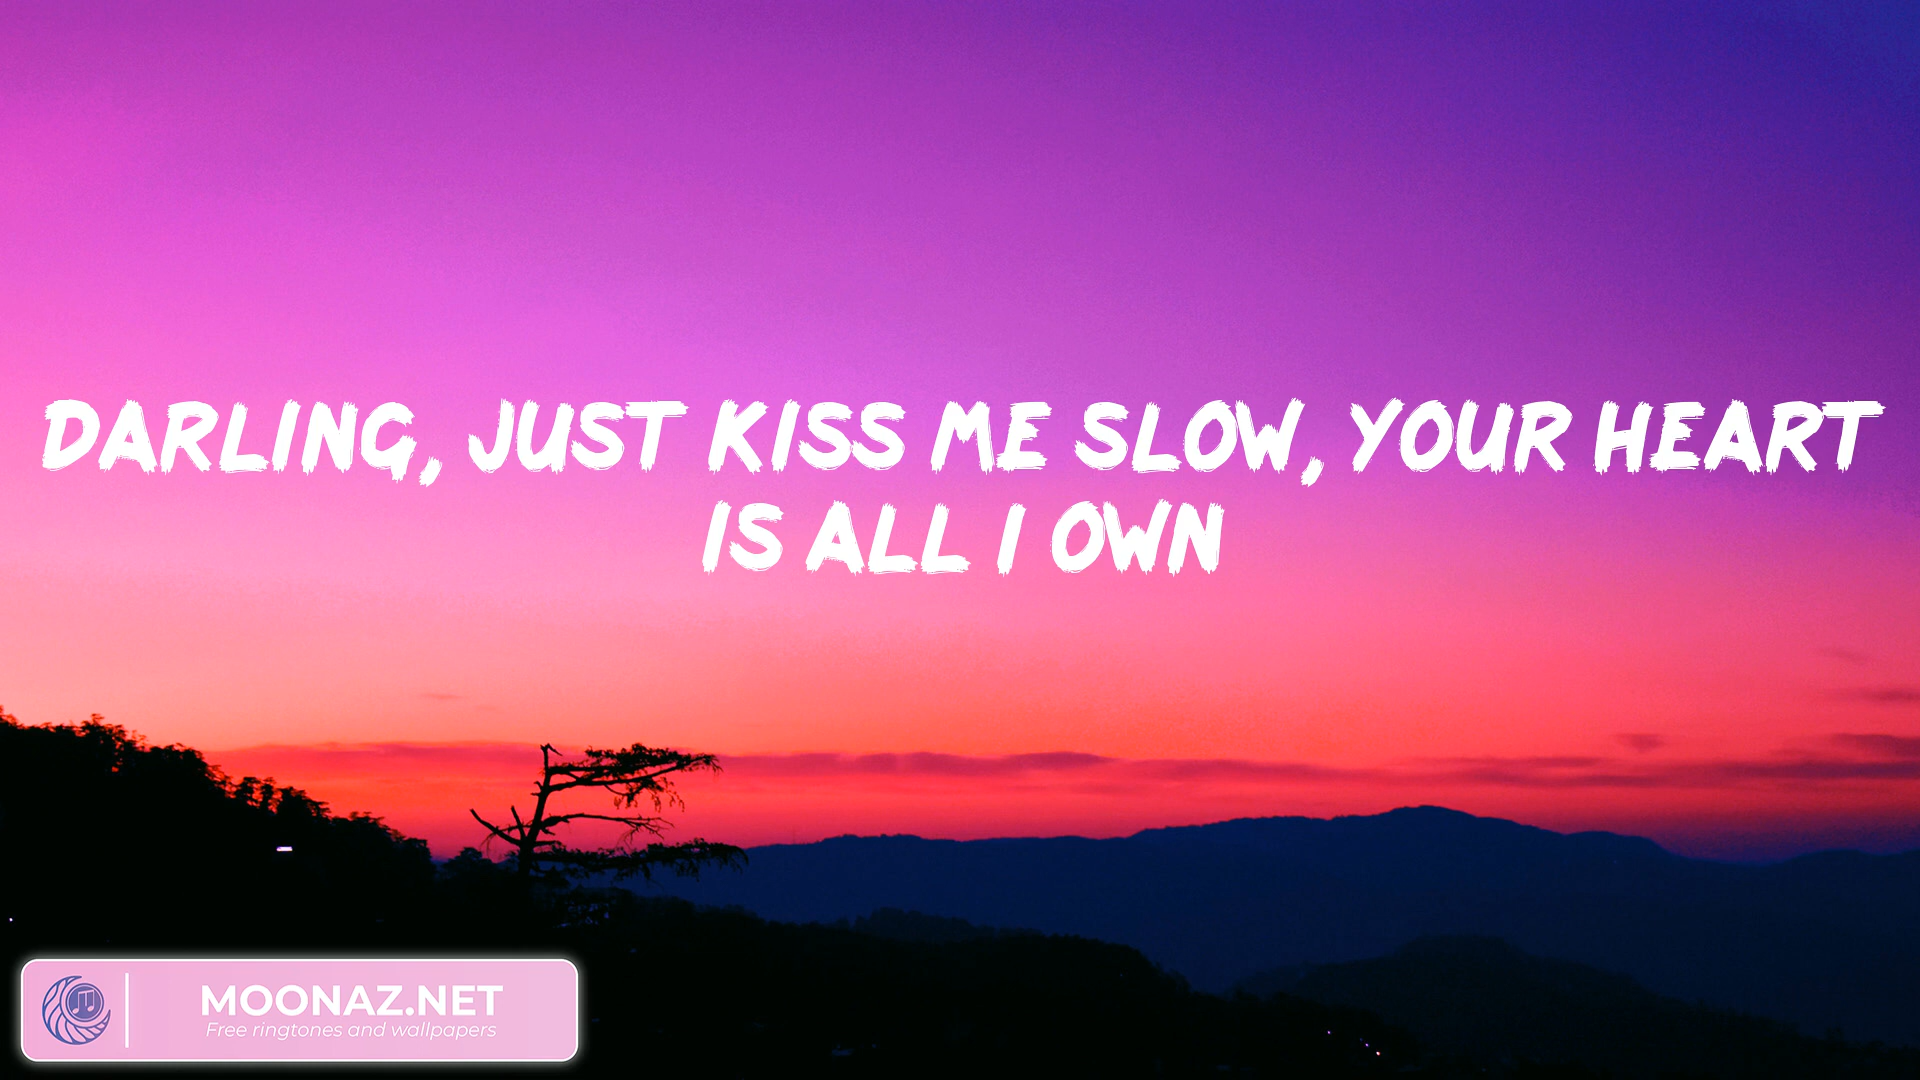 DARLING, JUST KISS ME SLOW, YOUR HEART
IS ALL I OWN
MOONAZ.NET
Free ringtones and wallpapers